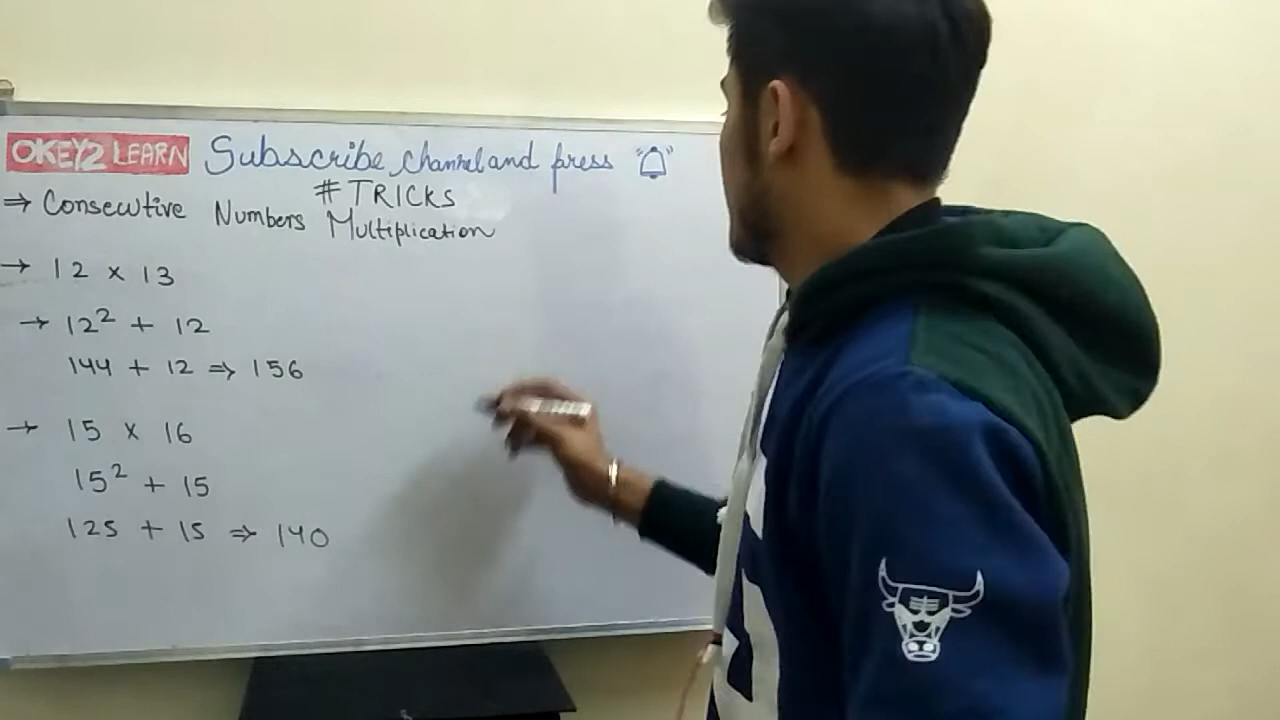 OKEY2 LEARN Subscribe channel and press
# TRICKS
⇒ Consecutive Numbers Multiplication
→ 12 x 13
→ 12² + 12
144 + 12 ⇒ 156
→ 15 x 16
15² + 15
125 + 15 ⇒ 140